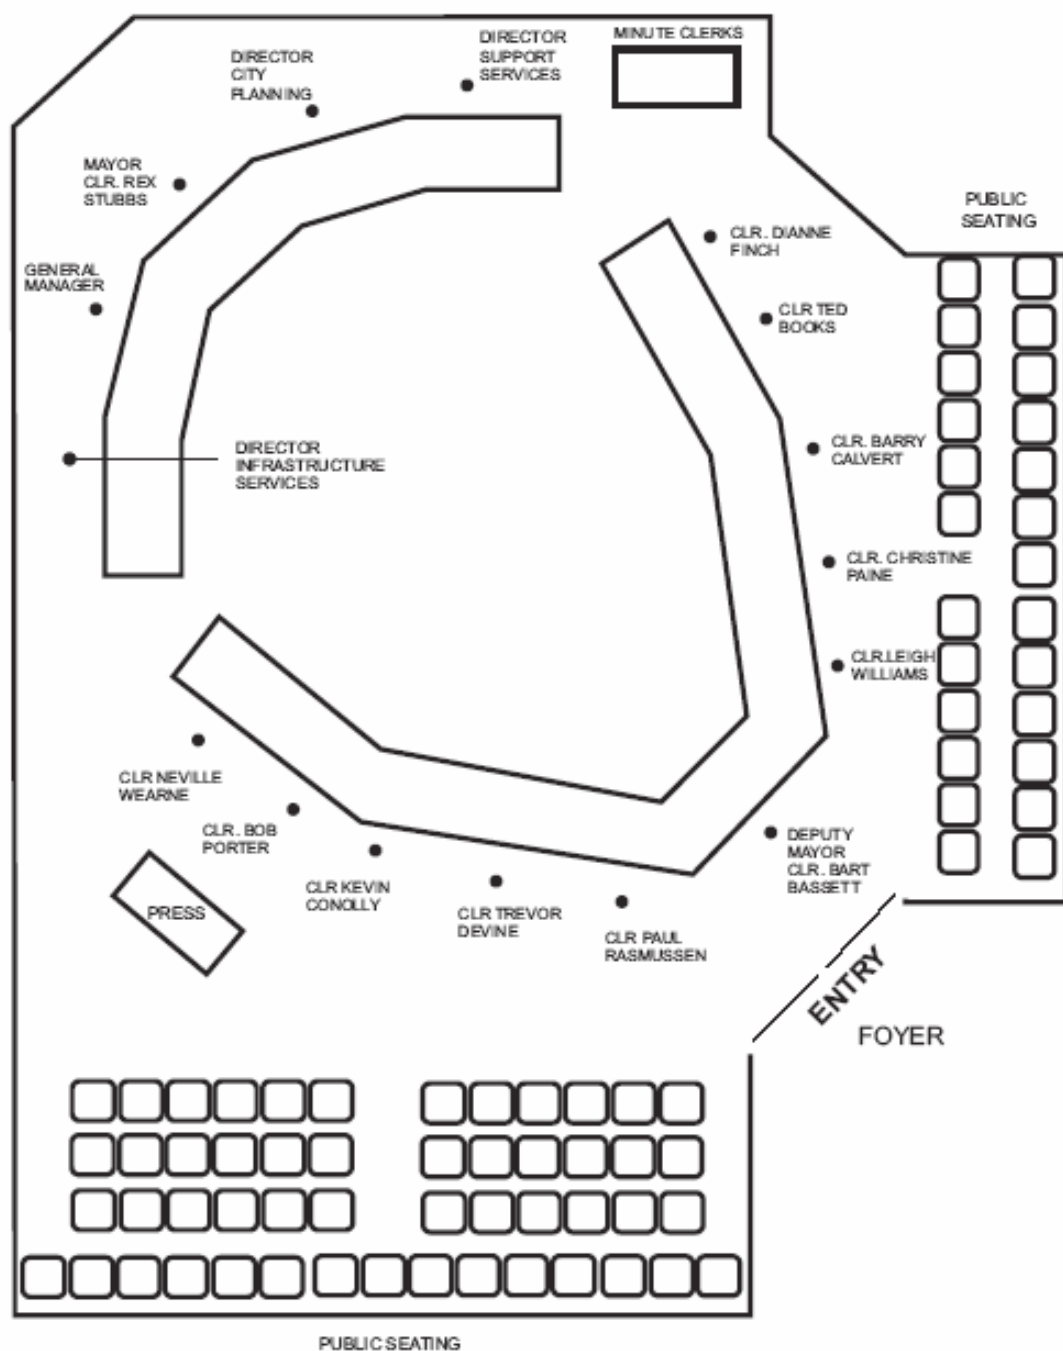 DIRECTOR
SUPPORT
SERVICES
MINUTE CLERKS
DIRECTOR
CITY
PLANNING
MAYOR
CLR. REX
STUBBS
PUBLIC
SEATING
CLR. DIANNE
FINCH
GENERAL
MANAGER
CLR TED
BOOKS
DIRECTOR
INFRASTRUCTURE
SERVICES
CLR. BARRY
CALVERT
CLR. CHRISTINE
PAINE
CLR.LEIGH
WILLIAMS
CLR NEVILLE
WEARNE
CLR. BOB
PORTER
DEPUTY
MAYOR
CLR. BART
BASSETT
CLR KEVIN
CONOLLY
PRESS
CLR TREVOR
DEVINE
CLR PAUL
RASMUSSEN
ENTRY
FOYER
PUBLIC SEATING